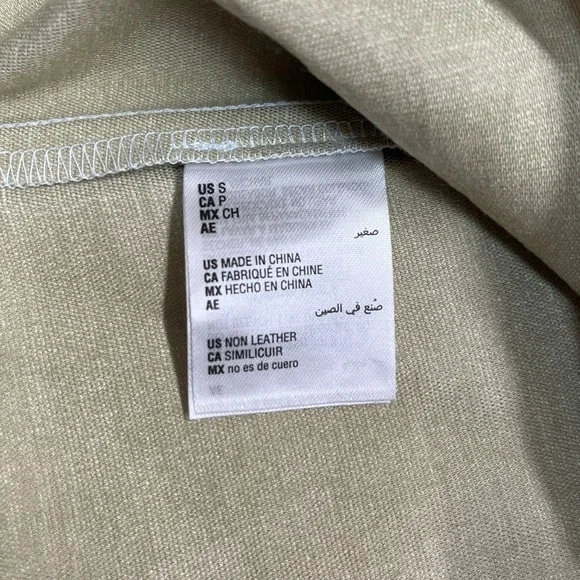 US S
CA P
MX CH
AE
صغير
US MADE IN CHINA
CA FABRIQUÉ EN CHINE
MX HECHO EN CHINA
AE
صُنع في الصين
US NON LEATHER
CA SIMILICUIR
MX no es de cuero